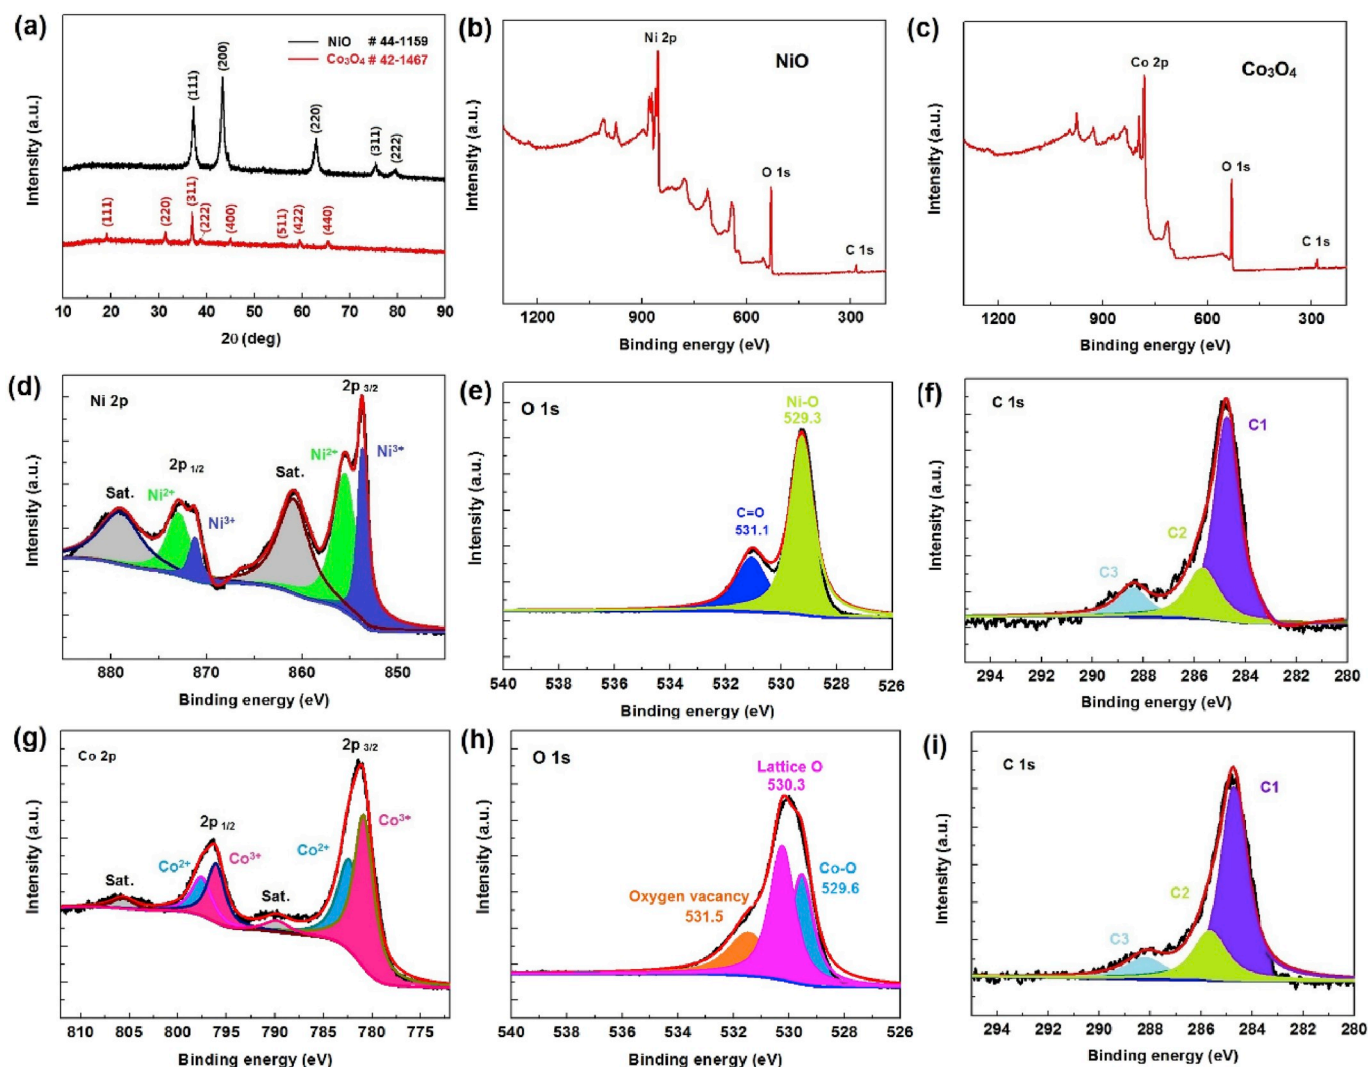 (a)
NiO # 44-1159
Co₃O₄ # 42-1467
(111)
(200)
(220)
(311)
(222)
(111)
(220)
(311)
(222)
(400)
(511)
(422)
(440)
Intensity (a.u.)
10 20 30 40 50 60 70 80 90
2θ (deg)
(b)
Ni 2p
NiO
O 1s
C 1s
Intensity (a.u.)
1200 900 600 300
Binding energy (eV)
(c)
Co 2p
Co₃O₄
O 1s
C 1s
Intensity (a.u.)
1200 900 600 300
Binding energy (eV)
(d)
Ni 2p
2p 3/2
Ni³⁺
Ni²⁺
Sat.
2p 1/2
Sat.
Ni²⁺
Ni³⁺
Intensity (a.u.)
880 870 860 850
Binding energy (eV)
(e)
O 1s
Ni-O
529.3
C=O
531.1
Intensity (a.u.)
540 538 536 534 532 530 528 526
Binding energy (eV)
(f)
C 1s
C1
C2
C3
Intensity (a.u.)
294 292 290 288 286 284 282 280
Binding energy (eV)
(g)
Co 2p
2p 3/2
Co³⁺
2p 1/2
Co²⁺
Co³⁺
Co²⁺
Sat.
Sat.
Intensity (a.u.)
810 805 800 795 790 785 780 775
Binding energy (eV)
(h)
O 1s
Lattice O
530.3
Co-O
529.6
Oxygen vacancy
531.5
Intensity (a.u.)
540 538 536 534 532 530 528 526
Binding energy (eV)
(i)
C 1s
C1
C2
C3
Intensity (a.u.)
294 292 290 288 286 284 282 280
Binding energy (eV)